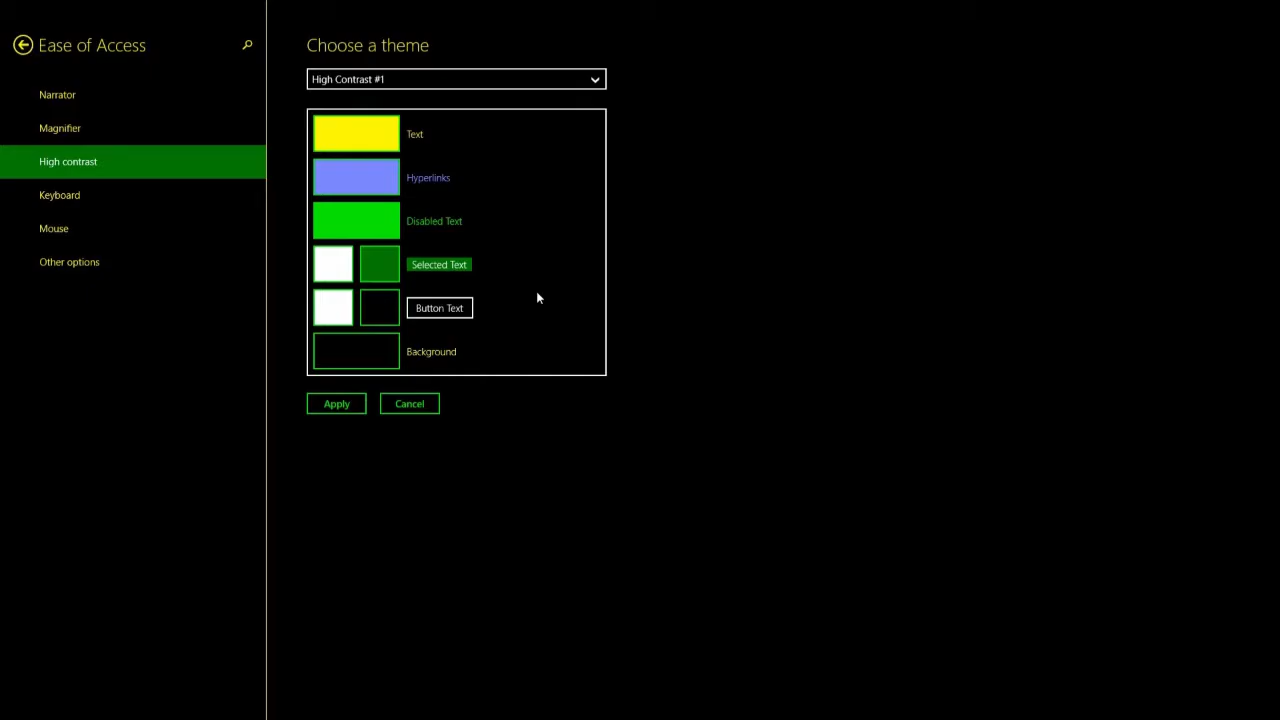 Ease of Access
Narrator
Magnifier
High contrast
Keyboard
Mouse
Other options
Choose a theme
High Contrast #1
Text
Hyperlinks
Disabled Text
Selected Text
Button Text
Background
Apply
Cancel